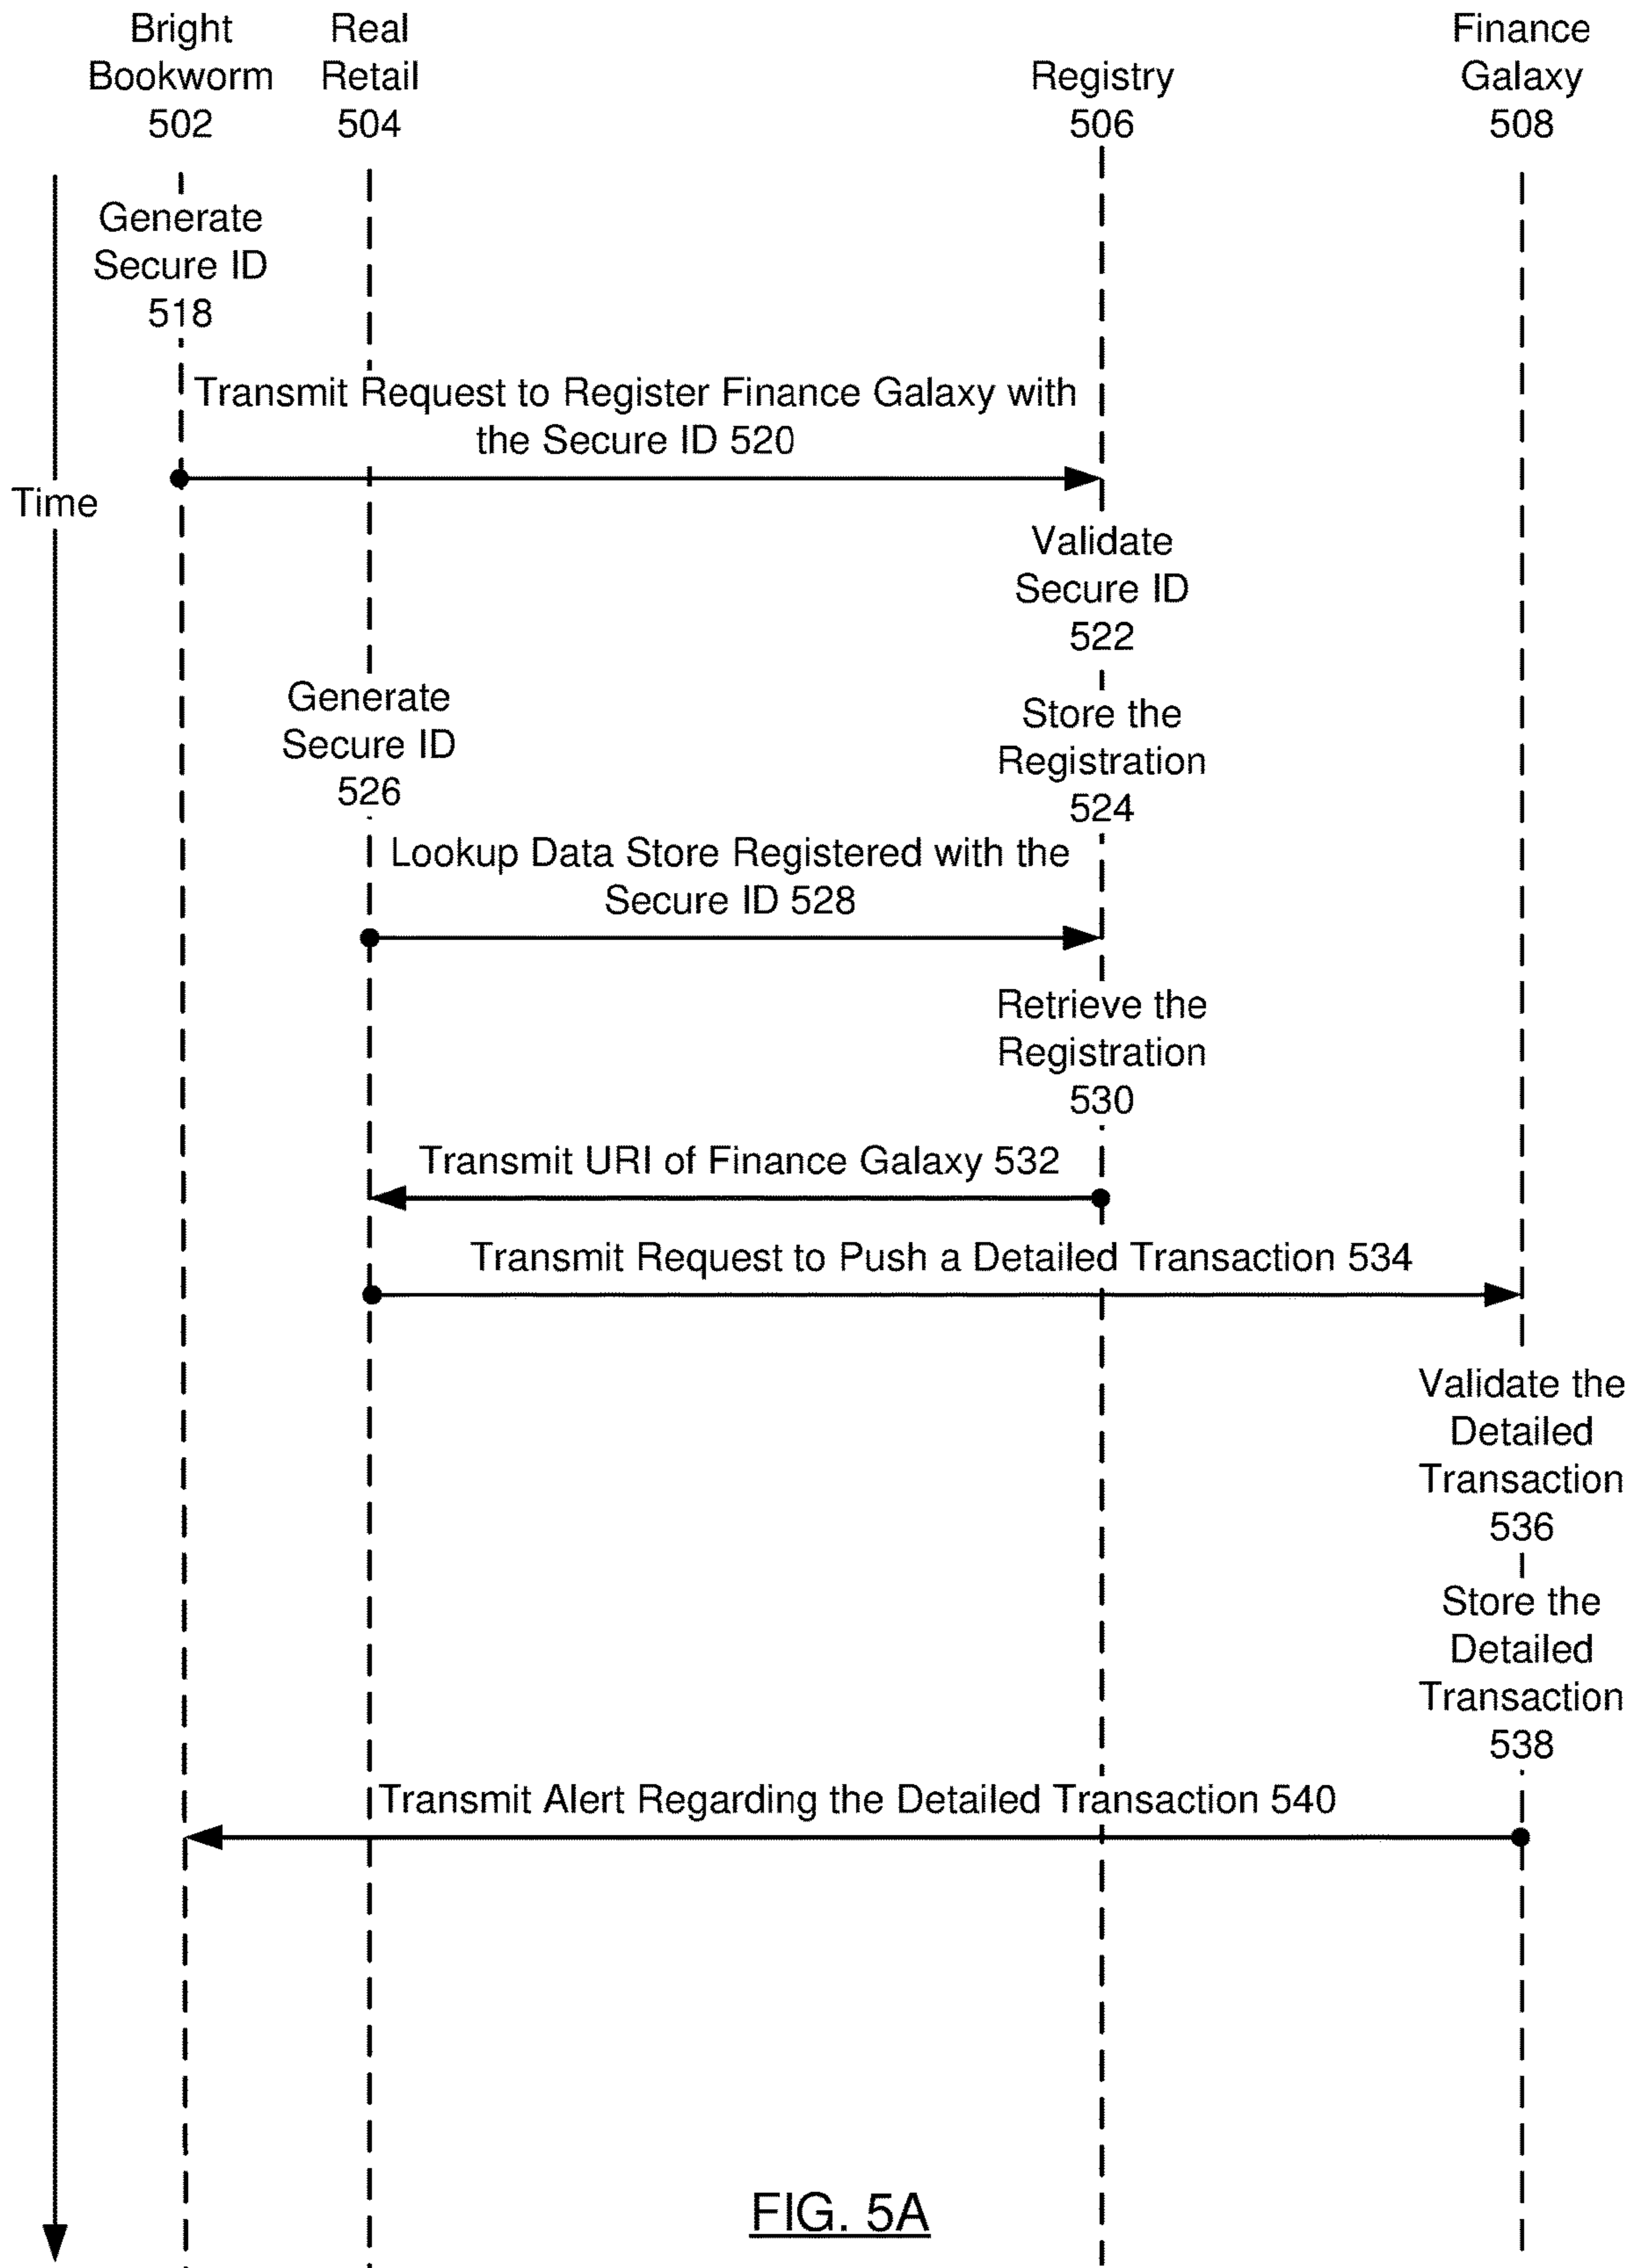 Bright
Bookworm
502
Real
Retail
504
Registry
506
Finance
Galaxy
508
Generate
Secure ID
518
Transmit Request to Register Finance Galaxy with
the Secure ID 520
Time
Validate
Secure ID
522
Generate
Secure ID
526
Store the
Registration
524
Lookup Data Store Registered with the
Secure ID 528
Retrieve the
Registration
530
Transmit URI of Finance Galaxy 532
Transmit Request to Push a Detailed Transaction 534
Validate the
Detailed
Transaction
536
Store the
Detailed
Transaction
538
Transmit Alert Regarding the Detailed Transaction 540
FIG. 5A